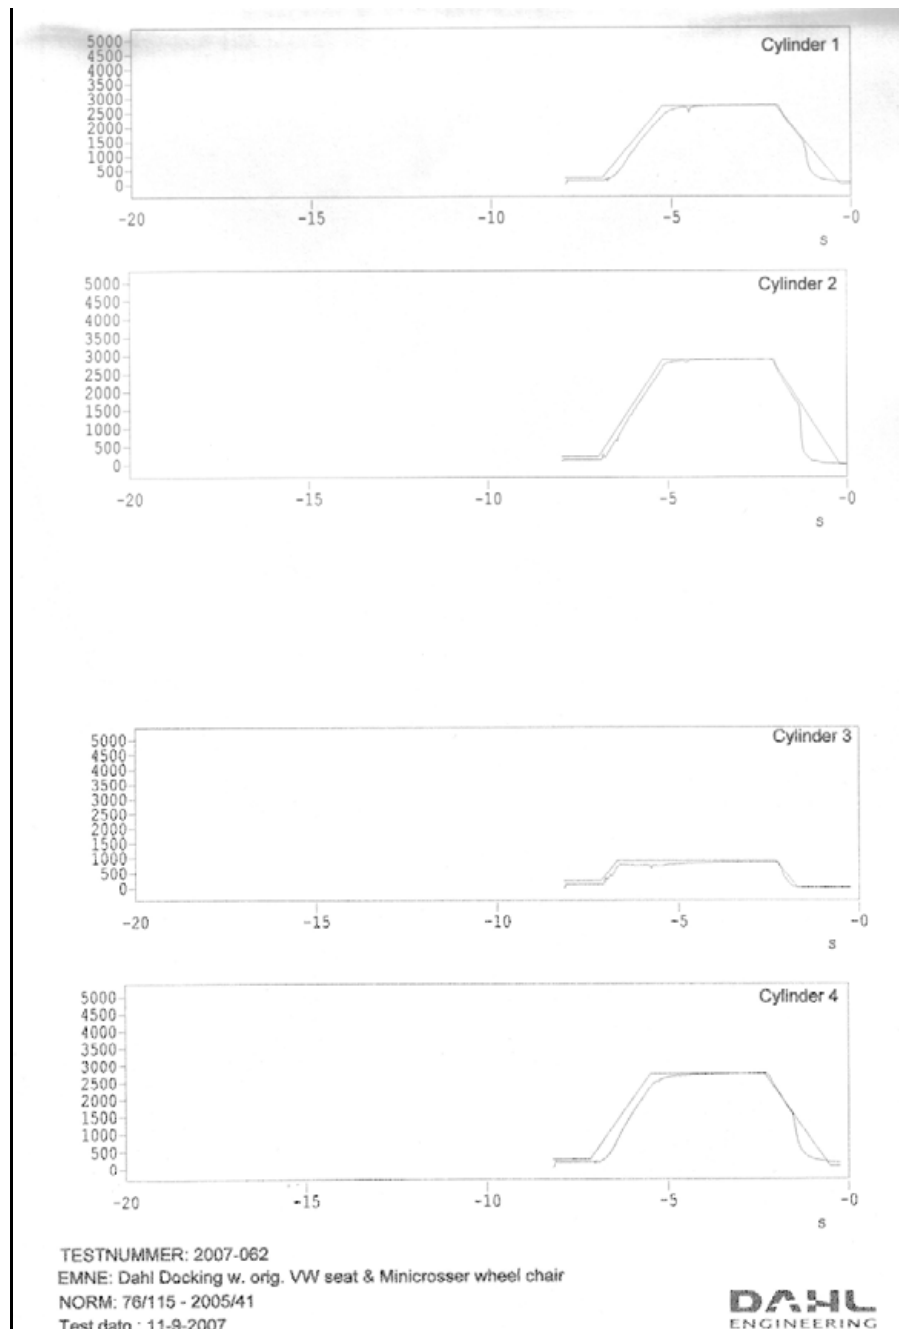 Cylinder 1
5000
4500
4000
3500
3000
2500
2000
1500
1000
500
0
-20 -15 -10 -5 -0
s
Cylinder 2
5000
4500
4000
3500
3000
2500
2000
1500
1000
500
0
-20 -15 -10 -5 -0
s
Cylinder 3
5000
4500
4000
3500
3000
2500
2000
1500
1000
500
0
-20 -15 -10 -5 -0
s
Cylinder 4
5000
4500
4000
3500
3000
2500
2000
1500
1000
500
0
-20 -15 -10 -5 -0
s
TESTNUMMER: 2007-062
EMNE: Dahl Docking w. orig. VW seat & Minicrosser wheel chair
NORM: 76/115 - 2005/41
Test dato : 11-9-2007
DAHL
ENGINEERING